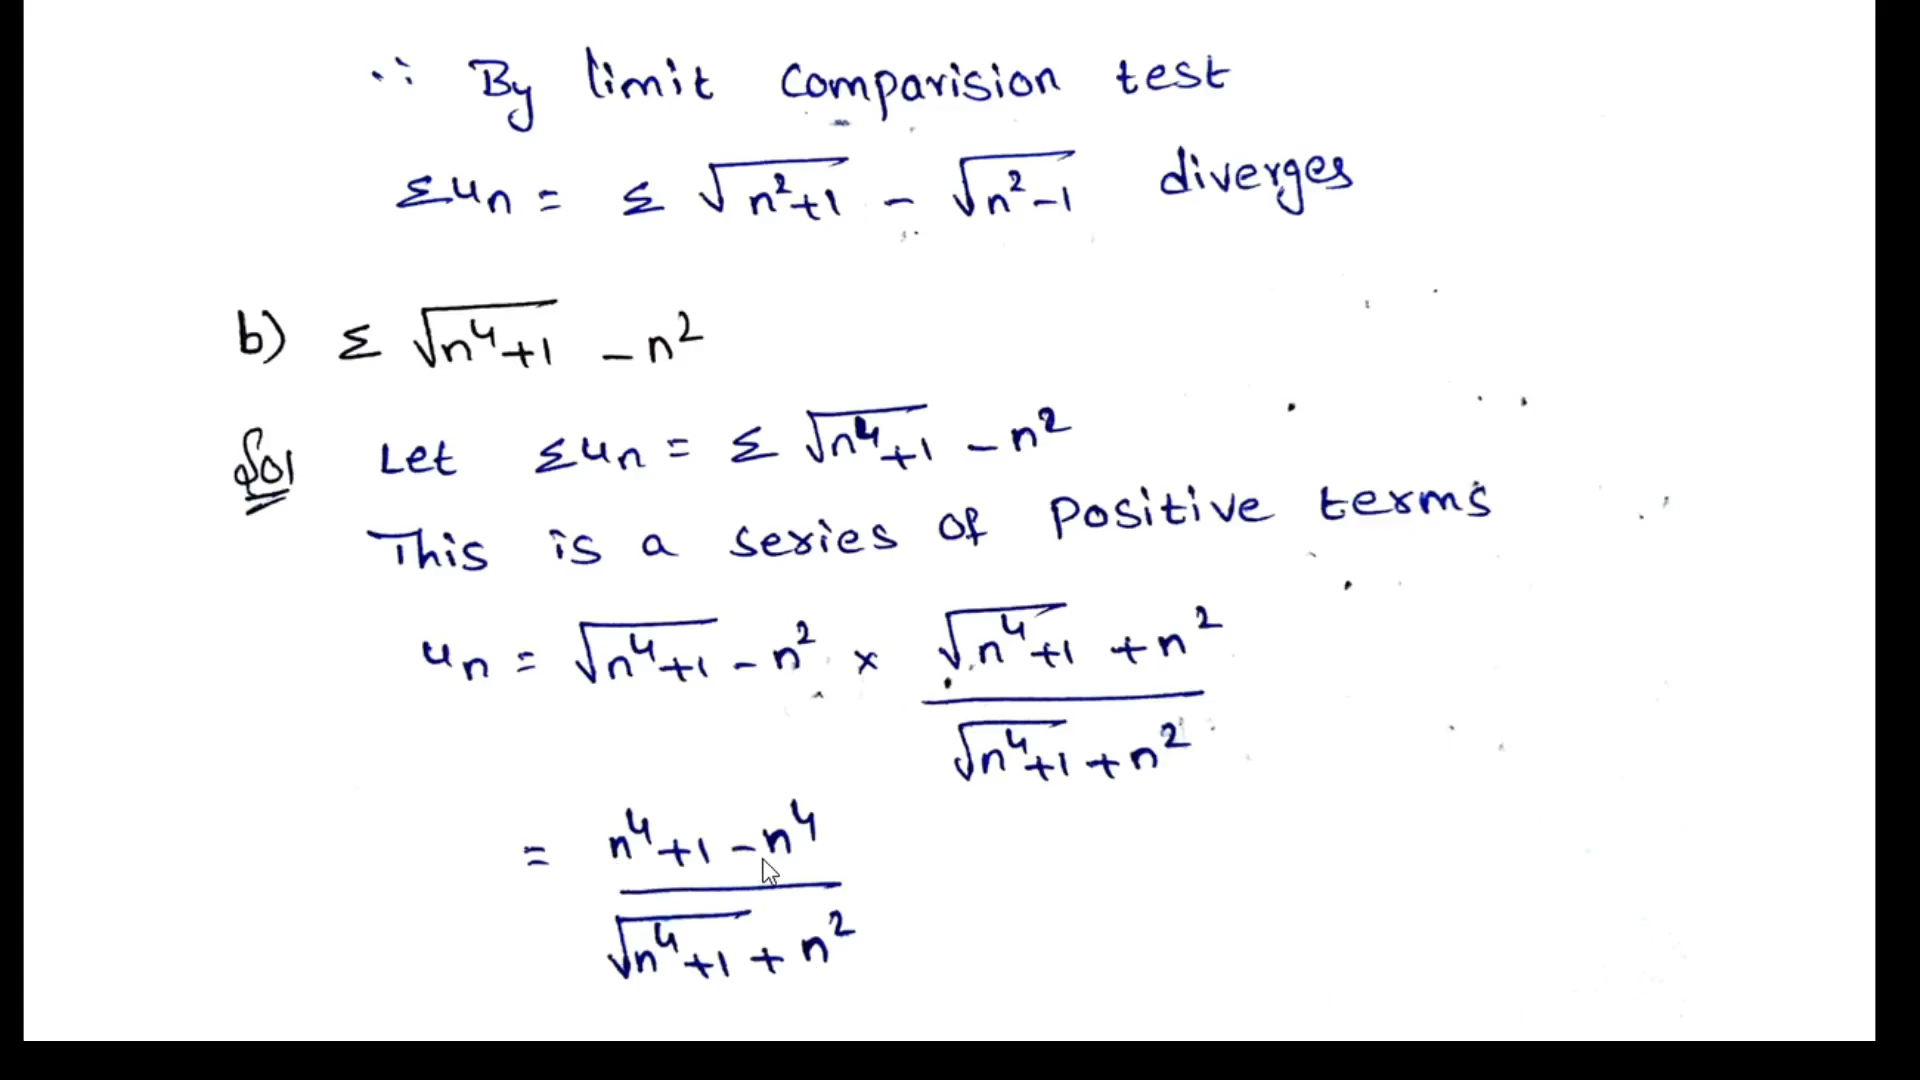 ∴ By limit comparision test
Σun = Σ √n²+1 - √n²-1 diverges
b) Σ √n⁴+1 - n²
Sol Let Σun = Σ √n⁴+1 - n²
This is a series of Positive terms
un = √n⁴+1 - n² × √n⁴+1 + n²
√n⁴+1 + n²
= n⁴+1 - n⁴
√n⁴+1 + n²